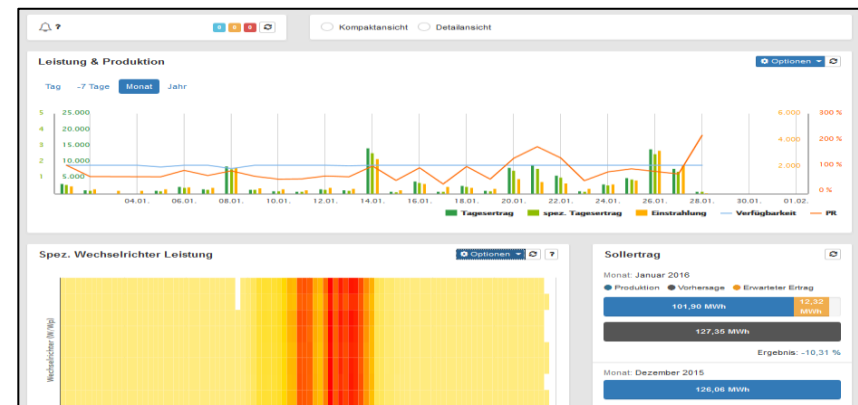 ?
0 0 0
Kompaktansicht Detailansicht
Leistung & Produktion
Optionen
Tag -7 Tage Monat Jahr
5 25.000 6.000 300 %
4 20.000
3 15.000 4.000 200 %
2 10.000 2.000 100 %
1 5.000
0 %
04.01. 06.01. 08.01. 10.01. 12.01. 14.01. 16.01. 18.01. 20.01. 22.01. 24.01. 26.01. 28.01. 30.01. 01.02.
Tagesertrag spez. Tagesertrag Einstrahlung Verfügbarkeit PR
Spez. Wechselrichter Leistung
Optionen ?
Wechselrichter (W/Wp)
Sollertrag
Monat: Januar 2016
Produktion Vorhersage Erwarteter Ertrag
101,90 MWh
12,32
MWh
127,35 MWh
Ergebnis: -10,31 %
Monat: Dezember 2015
126,06 MWh